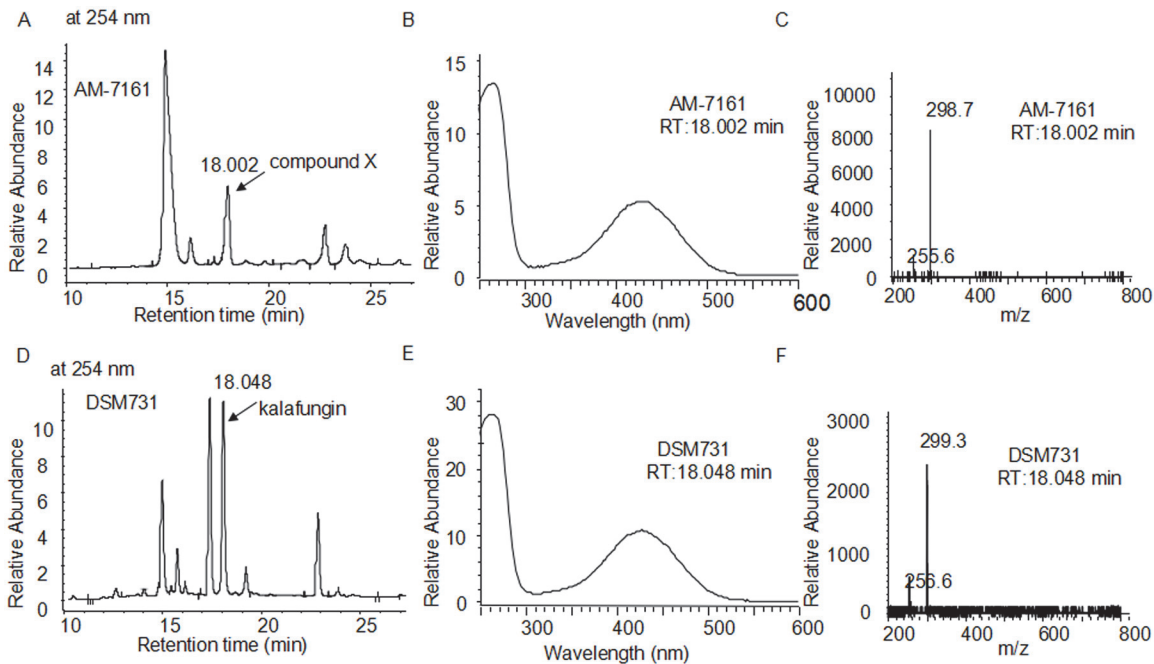 A
at 254 nm
AM-7161
18.002
compound X
Relative Abundance
14
12
10
8
6
4
2
0
10
15
20
25
Retention time (min)
B
AM-7161
RT:18.002 min
Relative Abundance
15
10
5
0
300
400
500
600
Wavelength (nm)
C
298.7
AM-7161
RT:18.002 min
255.6
Relative Abundance
10000
8000
6000
4000
2000
0
200
400
600
800
m/z
D
at 254 nm
DSM731
18.048
kalafungin
Relative Abundance
10
8
6
4
2
0
10
15
20
25
Retention time (min)
E
DSM731
RT:18.048 min
Relative Abundance
30
20
10
0
300
400
500
600
Wavelength (nm)
F
299.3
DSM731
RT:18.048 min
256.6
Relative Abundance
3000
2000
1000
0
200
400
600
800
m/z